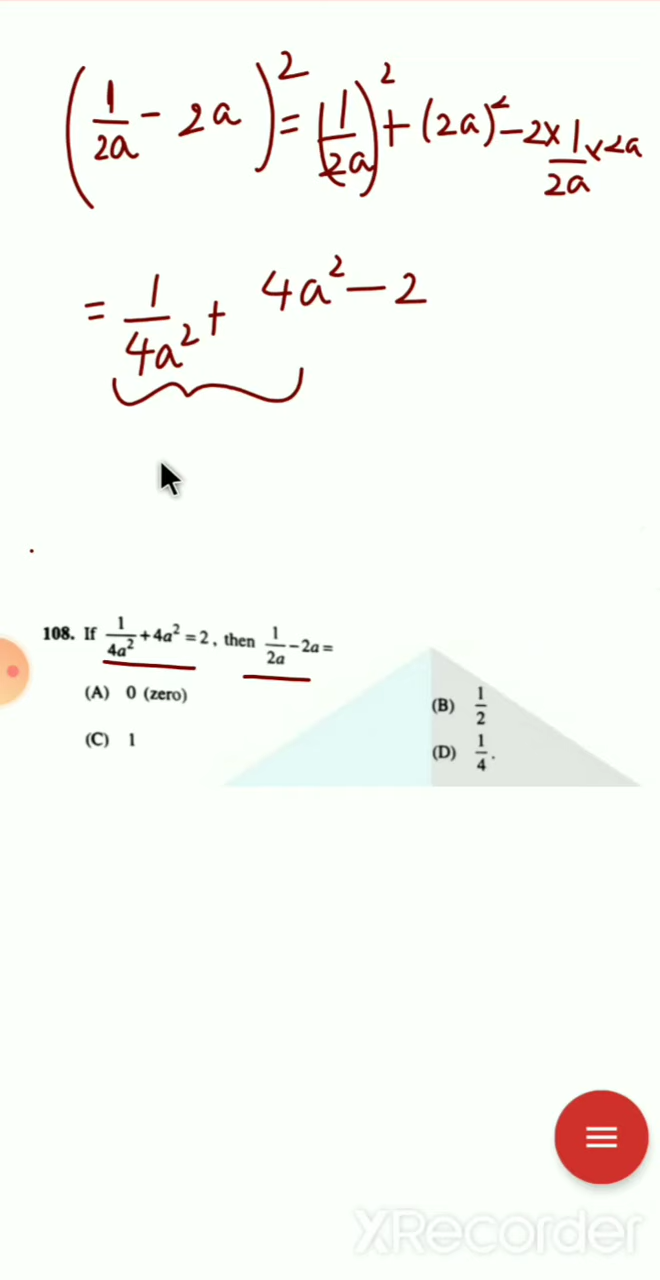 (1/2a - 2a)² = (1/2a)² + (2a)² - 2 x 1/2a x 2a
= 1/4a² + 4a² - 2
108. If 1/4a² + 4a² = 2, then 1/2a - 2a =
(A) 0 (zero)
(B) 1/2
(C) 1
(D) 1/4.
XRecorder